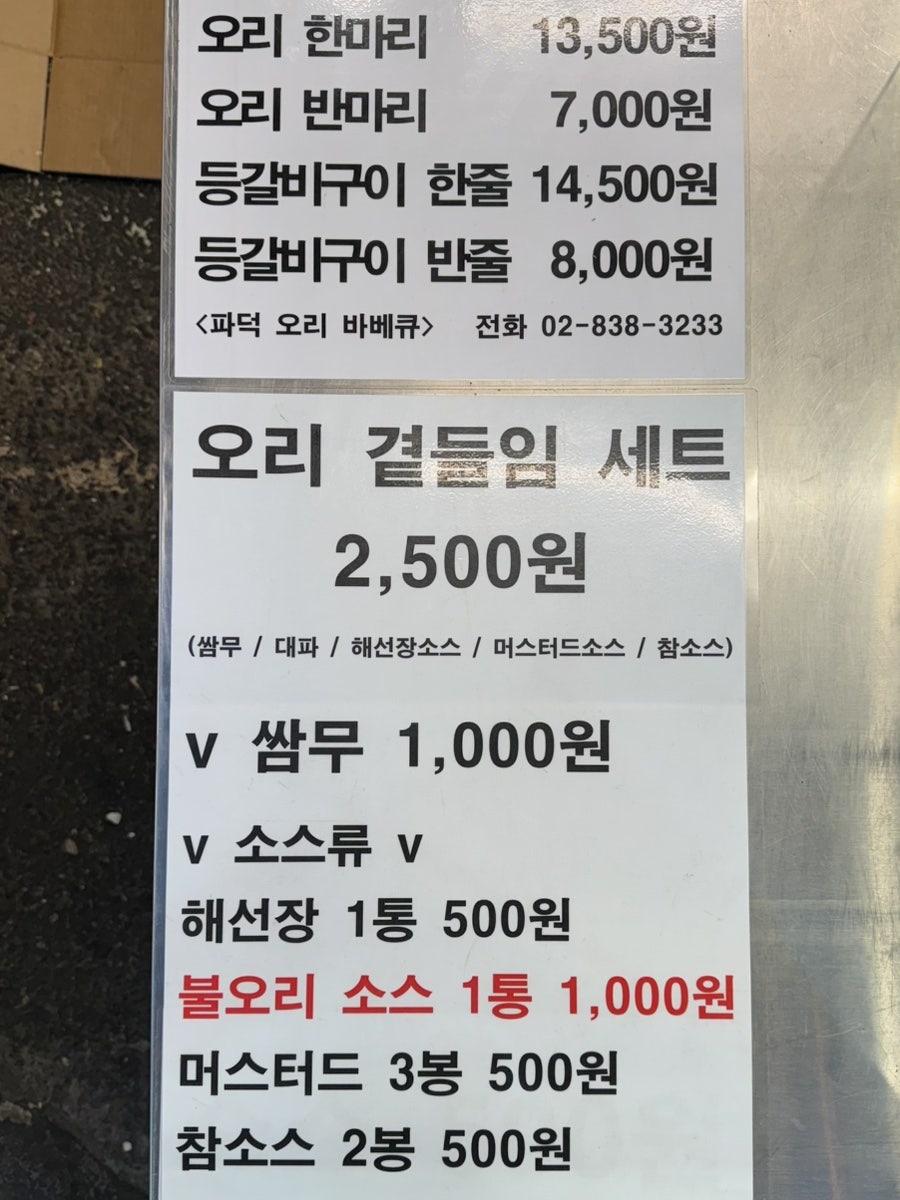 오리 한마리 13,500원
오리 반마리 7,000원
등갈비구이 한줄 14,500원
등갈비구이 반줄 8,000원
<파덕 오리 바베큐> 전화 02-838-3233
오리 곁들임 세트
2,500원
(쌈무 / 대파 / 해선장소스 / 머스터드소스 / 참소스)
v 쌈무 1,000원
v 소스류 v
해선장 1통 500원
불오리 소스 1통 1,000원
머스터드 3봉 500원
참소스 2봉 500원